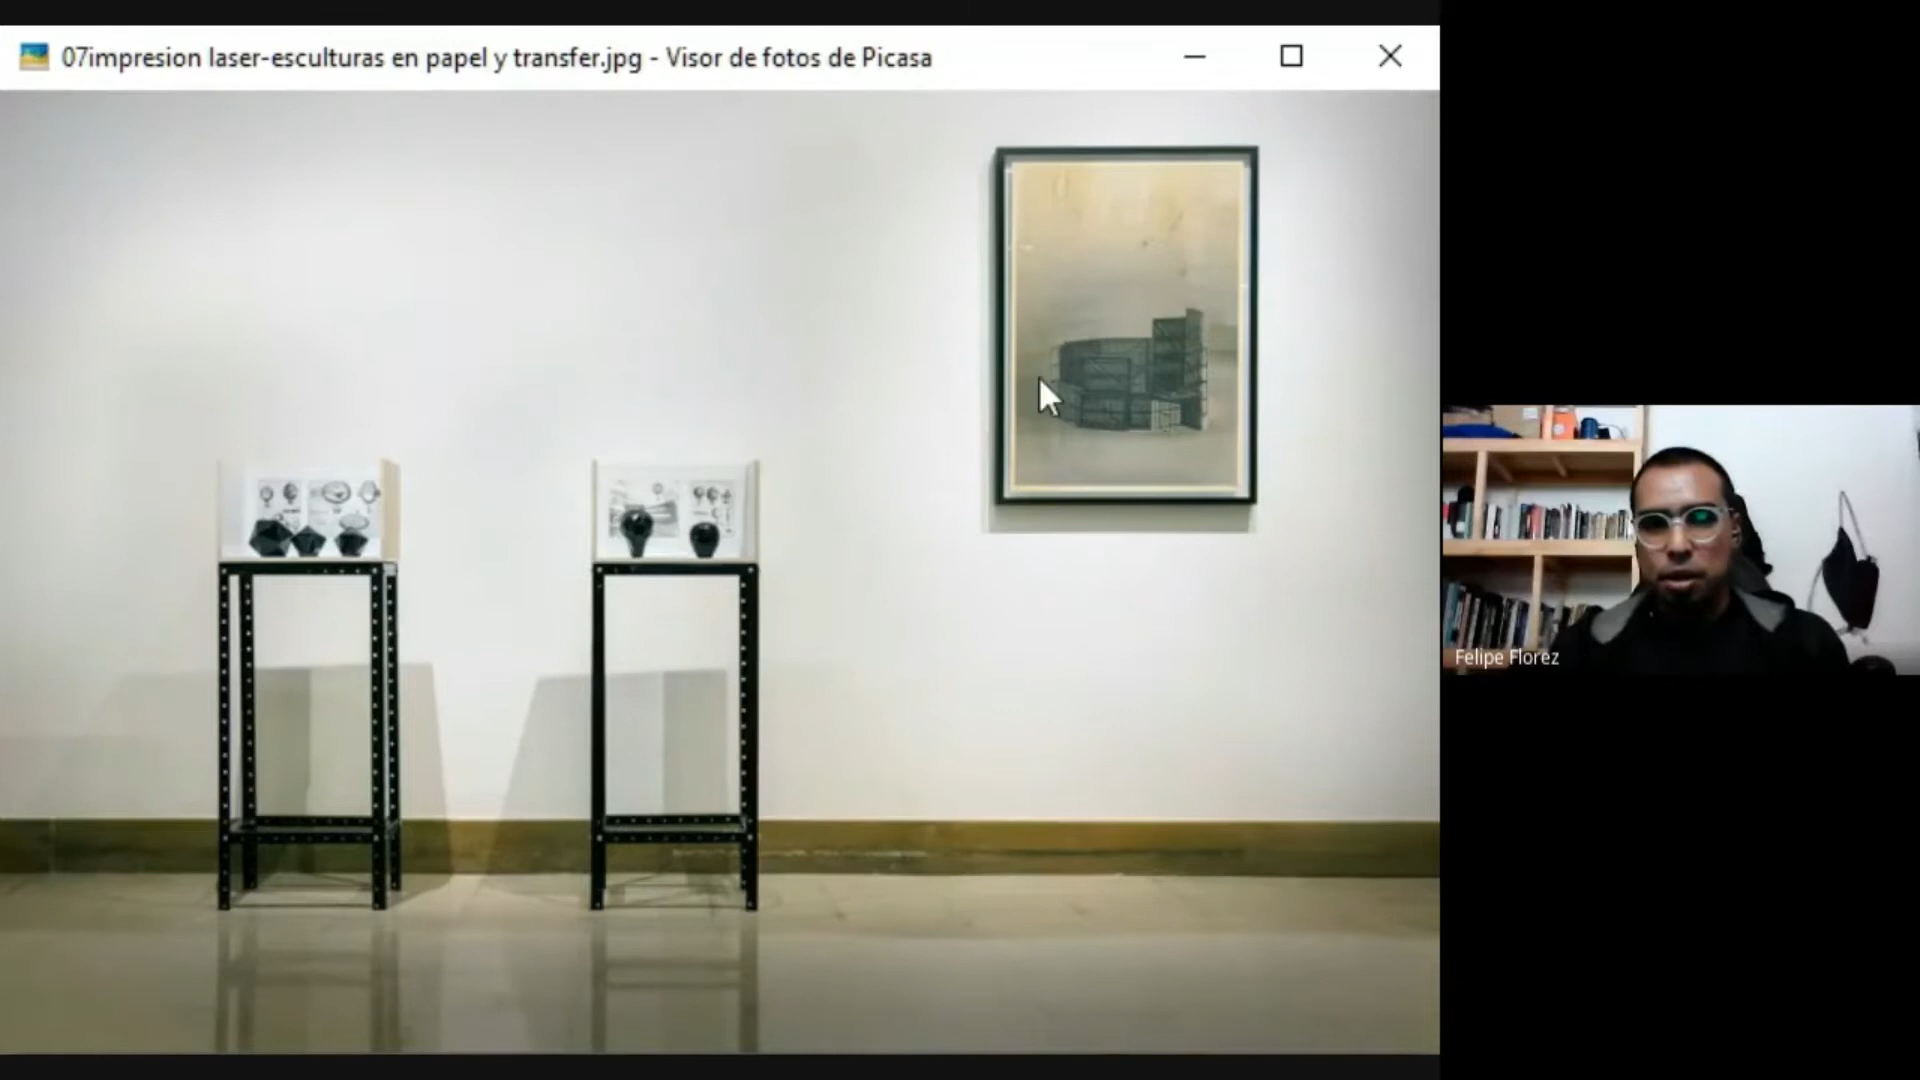 07impresion laser-esculturas en papel y transfer.jpg - Visor de fotos de Picasa
Felipe Florez